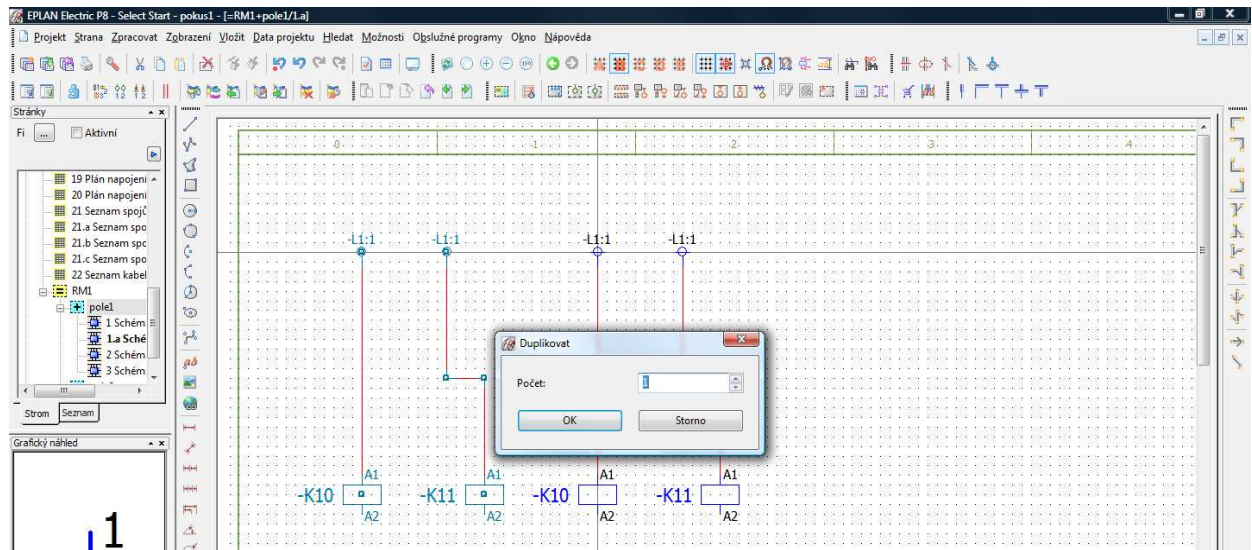 EPLAN Electric P8 - Select Start - pokus1 - [=RM1+pole1/1.a]
Projekt Strana Zpracovat Zobrazení Vložit Data projektu Hledat Možnosti Obslužné programy Okno Nápověda
Stránky
Fi ... Aktivní
19 Plán napojení
20 Plán napojení
21 Seznam spojů
21.a Seznam spo
21.b Seznam spo
21.c Seznam spo
22 Seznam kabel
RM1
pole1
1 Schém
1.a Sché
2 Schém
3 Schém
Strom Seznam
Grafický náhled
1
0 1 2 3 4
-L1:1 -L1:1 -L1:1 -L1:1
Duplikovat
Počet: 1
OK Storno
A1 A1 A1 A1
-K10 -K11 -K10 -K11
A2 A2 A2 A2